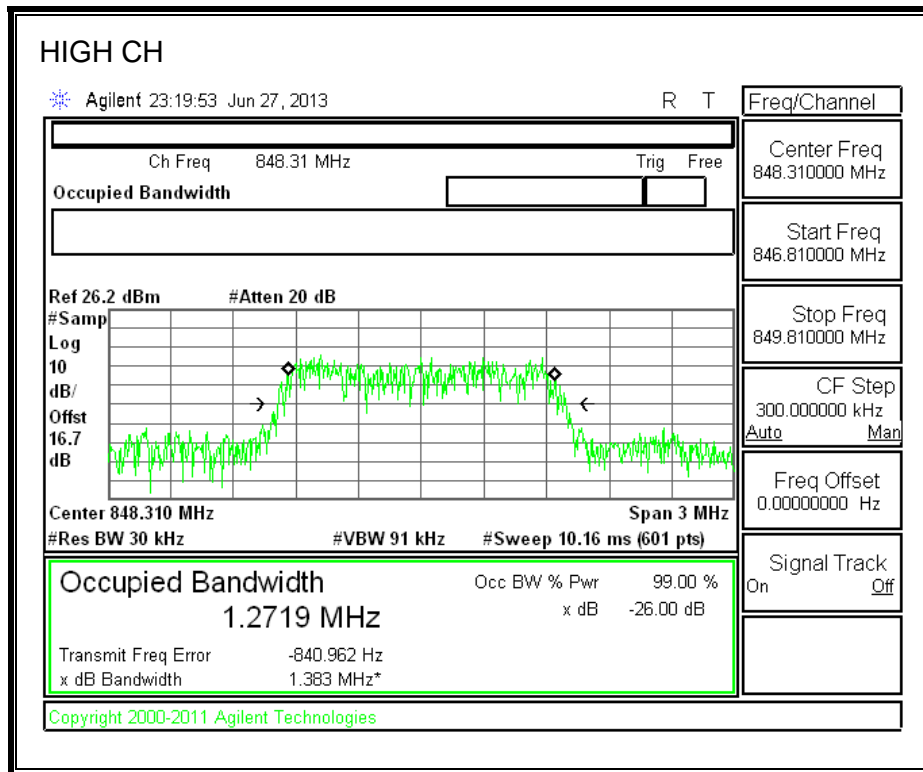 HIGH CH
Agilent 23:19:53 Jun 27, 2013 R T
Freq/Channel
Ch Freq 848.31 MHz Trig Free
Occupied Bandwidth
Center Freq
848.310000 MHz
Start Freq
846.810000 MHz
Stop Freq
849.810000 MHz
CF Step
300.000000 kHz
Auto Man
Freq Offset
0.00000000 Hz
Signal Track
On Off
Ref 26.2 dBm #Atten 20 dB
#Samp
Log
10
dB/
Offst
16.7
dB
Center 848.310 MHz Span 3 MHz
#Res BW 30 kHz #VBW 91 kHz #Sweep 10.16 ms (601 pts)
Occupied Bandwidth Occ BW % Pwr 99.00 %
1.2719 MHz x dB -26.00 dB
Transmit Freq Error -840.962 Hz
x dB Bandwidth 1.383 MHz*
Copyright 2000-2011 Agilent Technologies